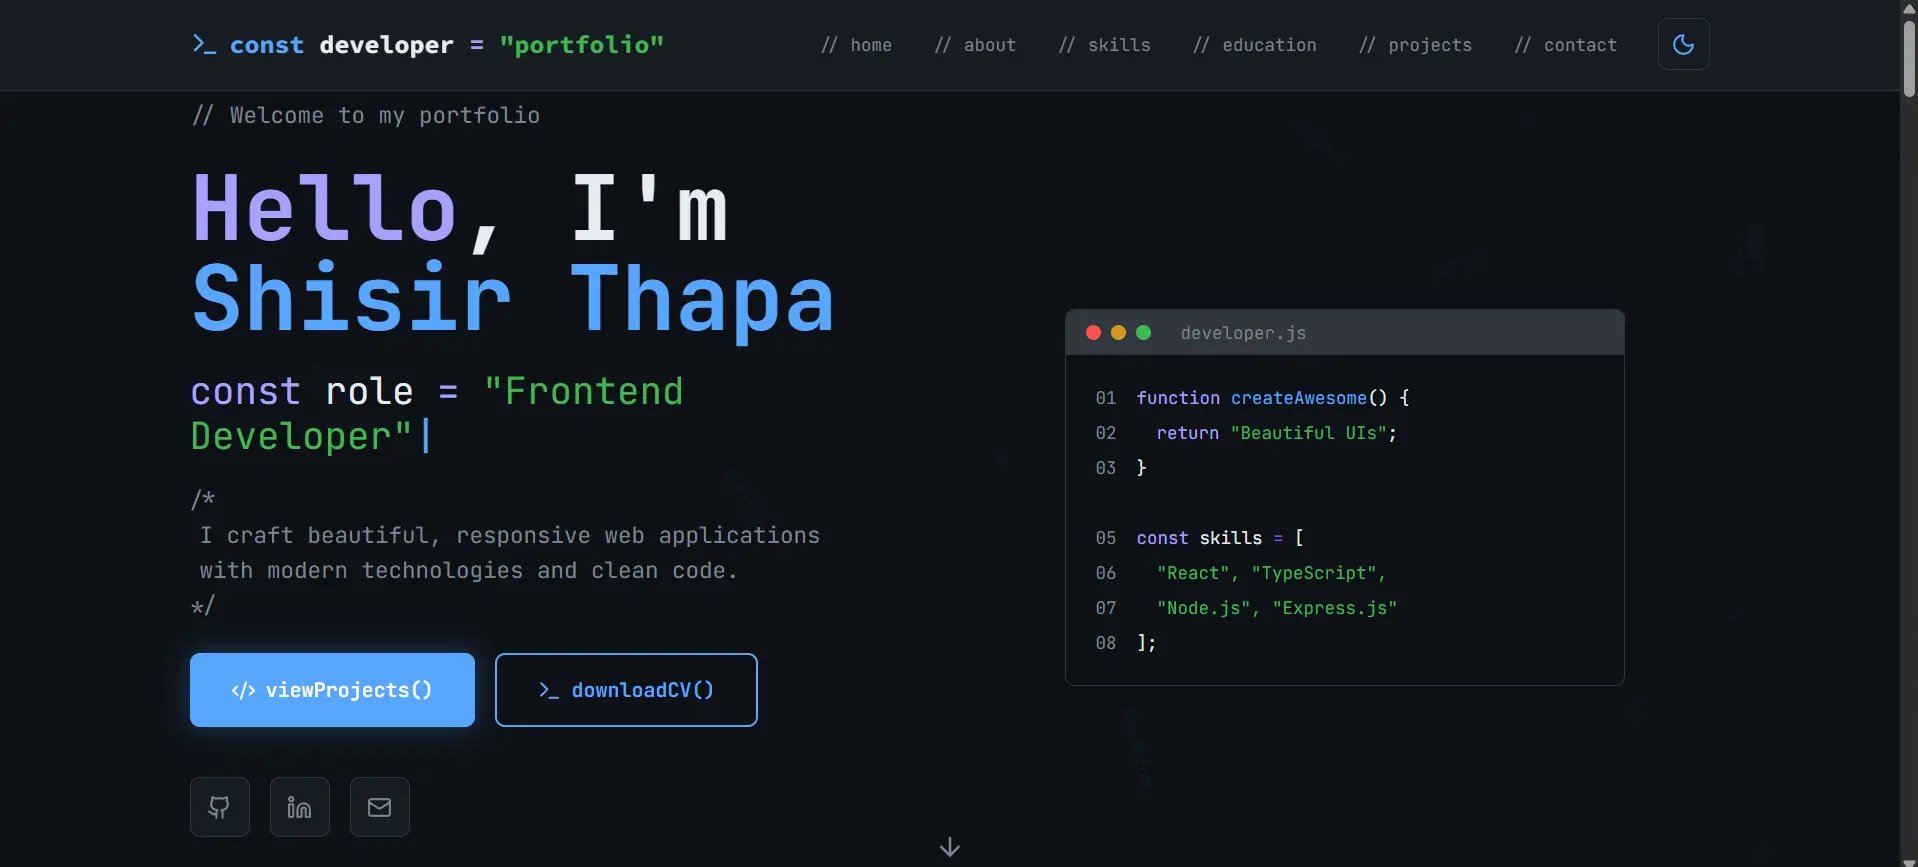 const developer = "portfolio"
// home
// about
// skills
// education
// projects
// contact
// Welcome to my portfolio
Hello, I'm
Shisir Thapa
const role = "Frontend
Developer"|
/*
I craft beautiful, responsive web applications
with modern technologies and clean code.
*/
</> viewProjects()
>_ downloadCV()
developer.js
01 function createAwesome() {
02 return "Beautiful UIs";
03 }
05 const skills = [
06 "React", "TypeScript",
07 "Node.js", "Express.js"
08 ];